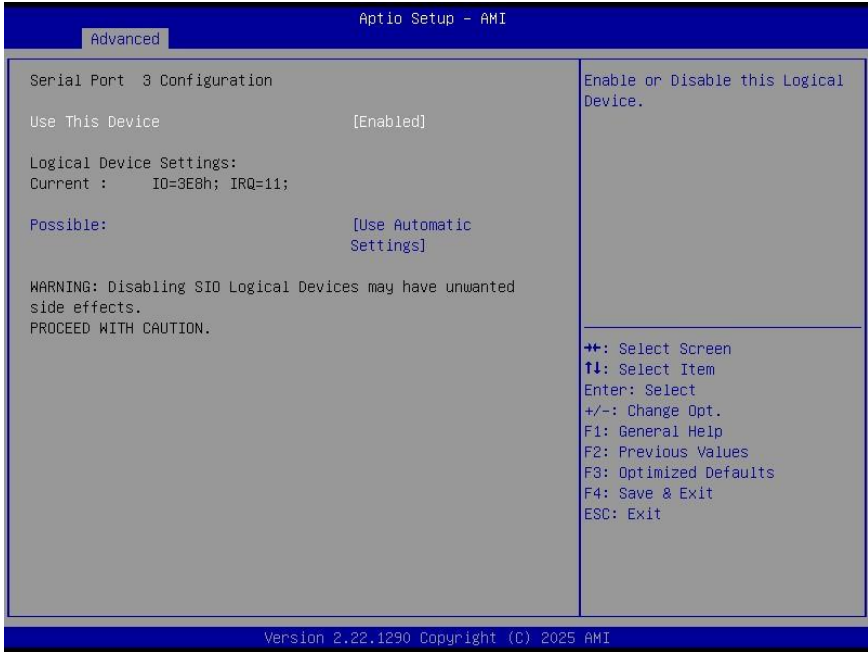 Aptio Setup - AMI
Advanced
Serial Port 3 Configuration
Use This Device [Enabled]
Logical Device Settings:
Current : IO=3E8h; IRQ=11;
Possible: [Use Automatic
Settings]
WARNING: Disabling SIO Logical Devices may have unwanted
side effects.
PROCEED WITH CAUTION.
Enable or Disable this Logical
Device.
→←: Select Screen
↑↓: Select Item
Enter: Select
+/-: Change Opt.
F1: General Help
F2: Previous Values
F3: Optimized Defaults
F4: Save & Exit
ESC: Exit
Version 2.22.1290 Copyright (C) 2025 AMI